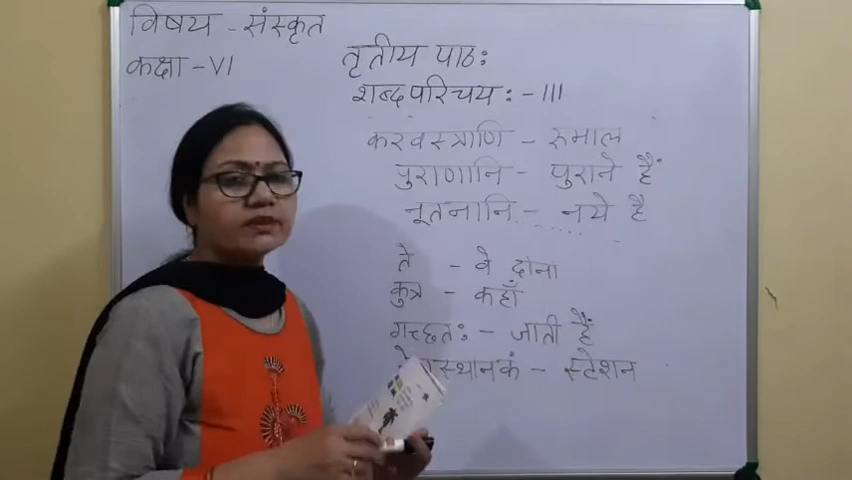 विषय - संस्कृत
कक्षा - VI
तृतीय पाठः
शब्दपरिचयः - III
करवस्त्राणि - रुमाल
पुराणानि - पुराने हैं
नूतनानि - नये है
ते - वे दोनो
कुत्र - कहाँ
गच्छतः - जाती हैं
स्थानकं - स्टेशन